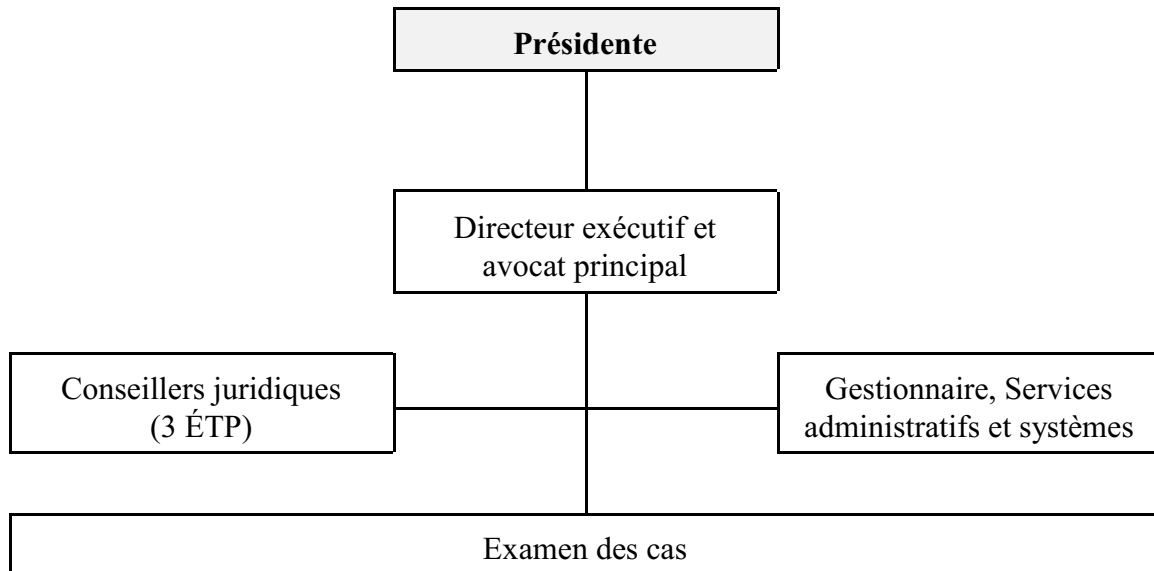 Présidente
Directeur exécutif et
avocat principal
Conseillers juridiques
(3 ÉTP)
Gestionnaire, Services
administratifs et systèmes
Examen des cas